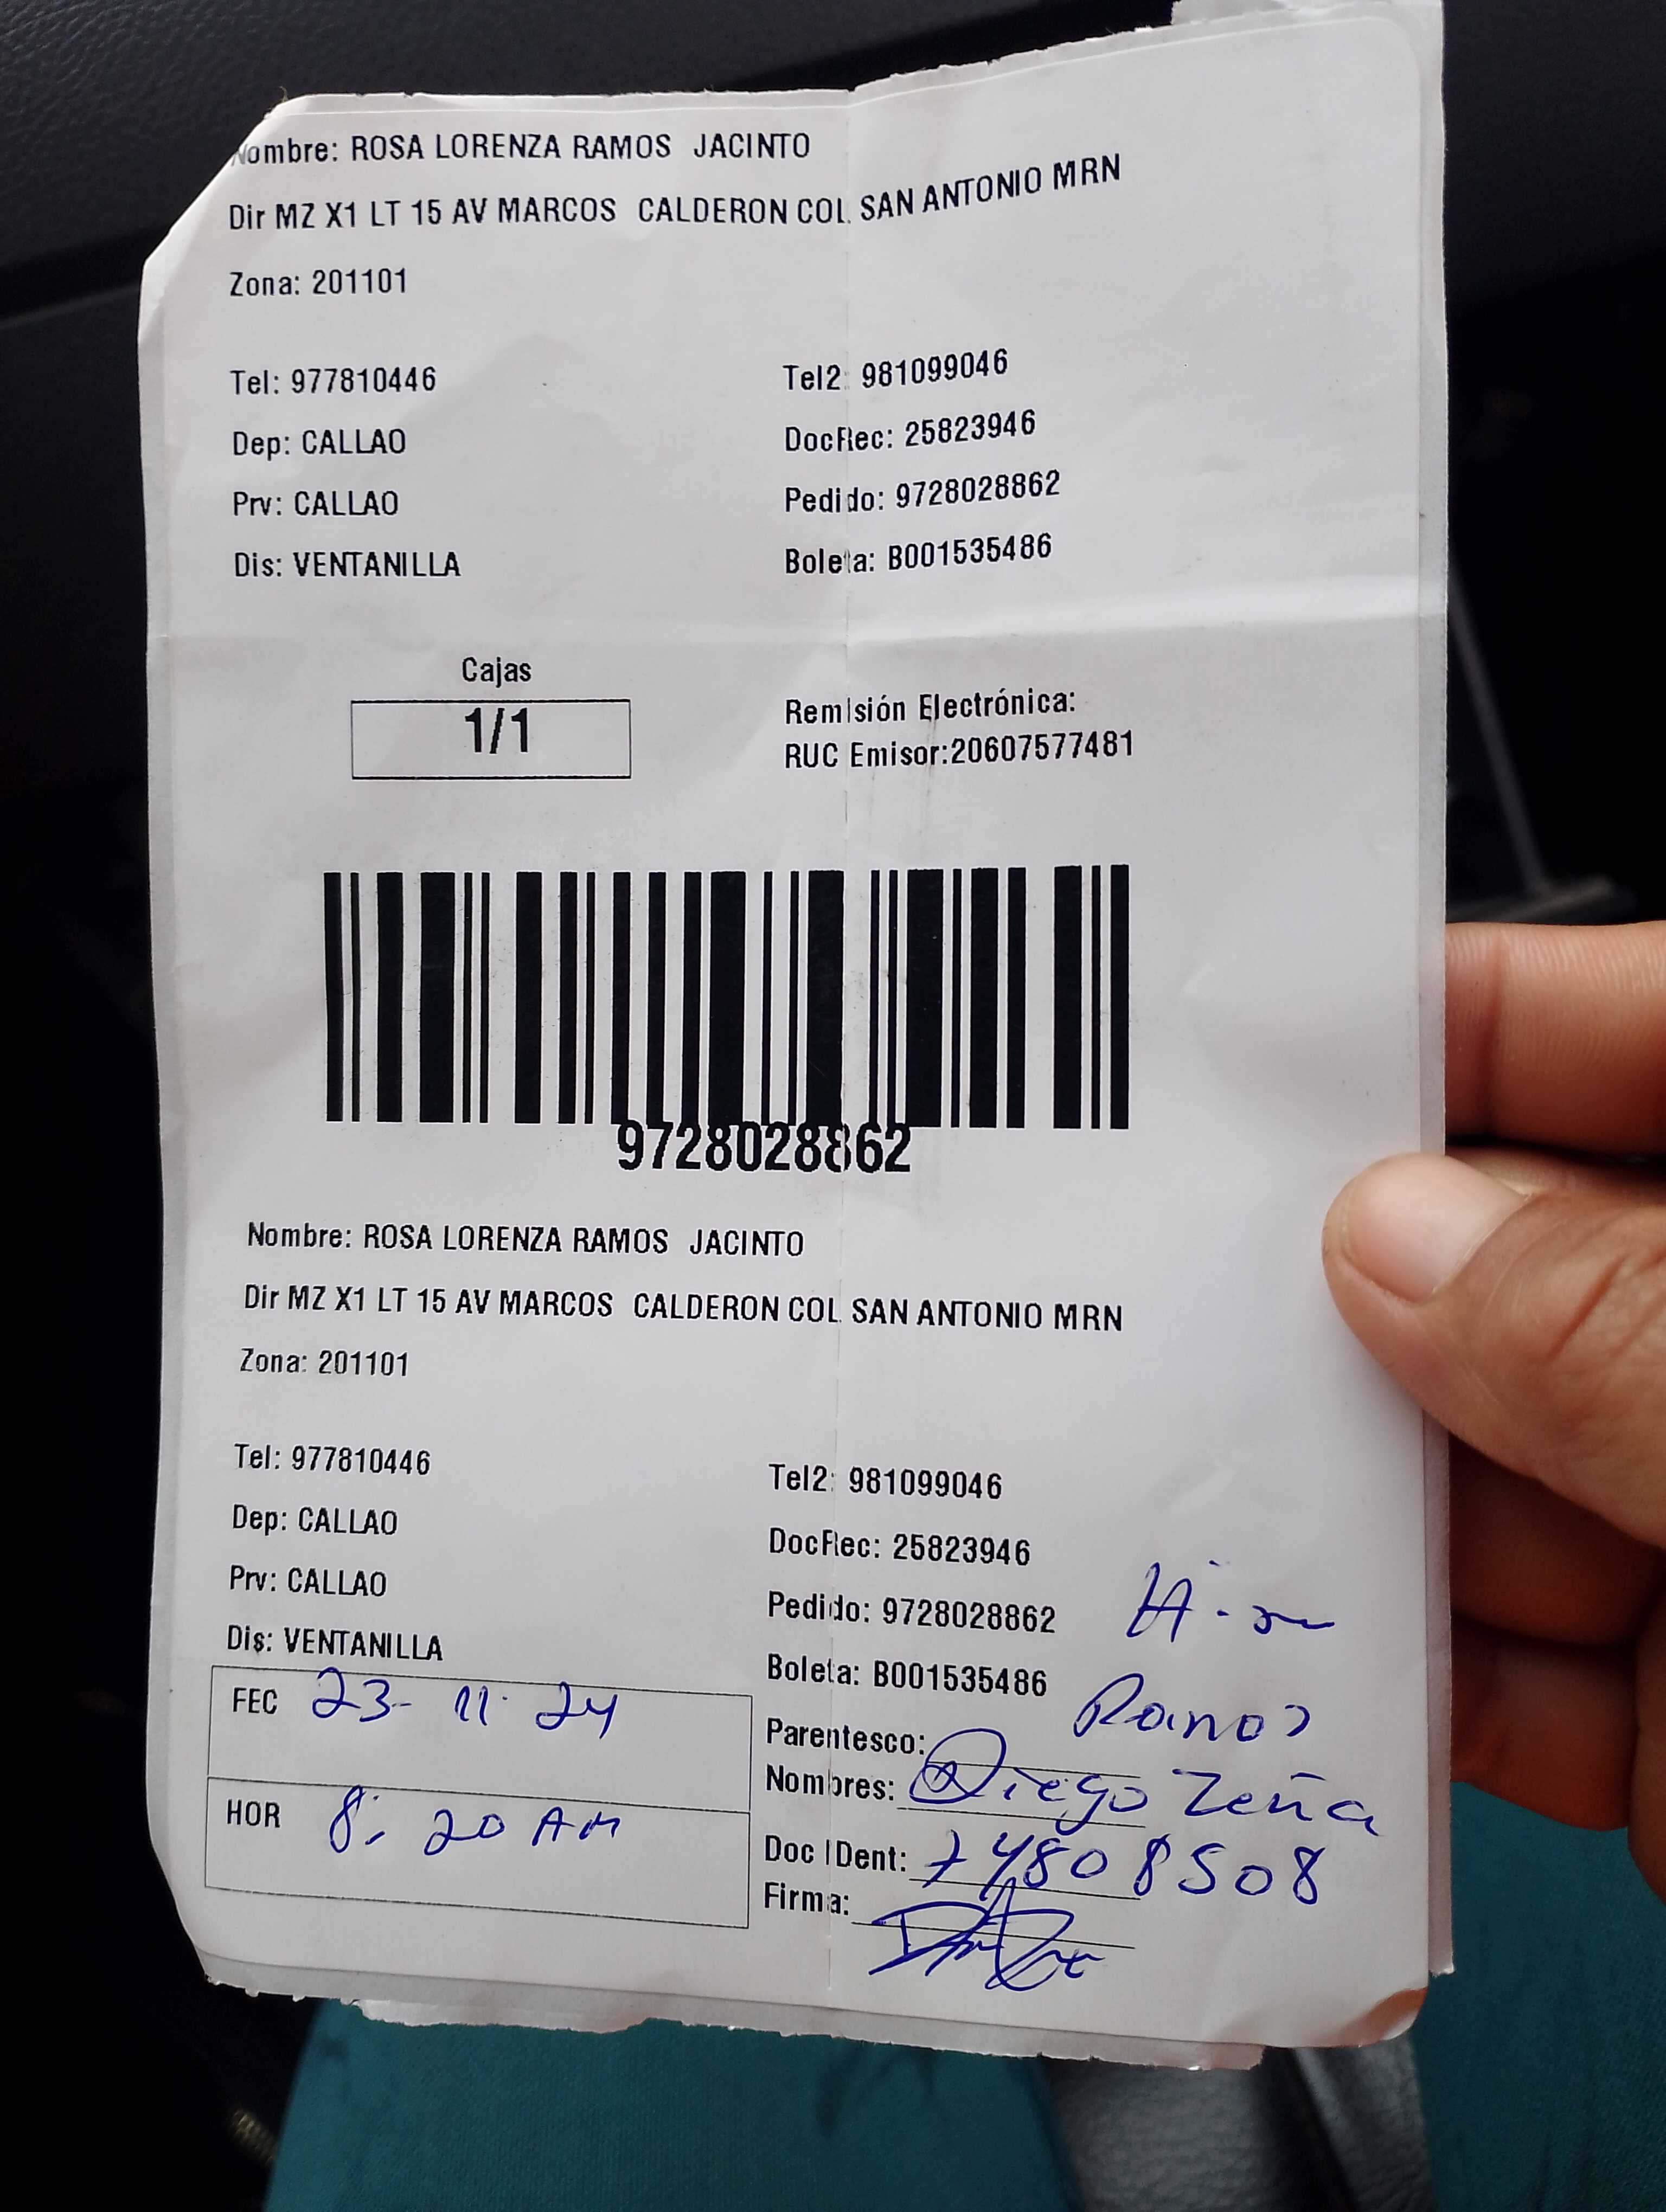 Nombre: ROSA LORENZA RAMOS JACINTO
Dir MZ X1 LT 15 AV MARCOS CALDERON COL. SAN ANTONIO MRN
Zona: 201101
Tel: 977810446
Tel2: 981099046
Dep: CALLAO
DocRec: 25823946
Prv: CALLAO
Pedido: 9728028862
Dis: VENTANILLA
Boleta: B001535486
Cajas
1/1
Remisión Electrónica:
RUC Emisor:20607577481
9728028862
Nombre: ROSA LORENZA RAMOS JACINTO
Dir MZ X1 LT 15 AV MARCOS CALDERON COL. SAN ANTONIO MRN
Zona: 201101
Tel: 977810446
Tel2: 981099046
Dep: CALLAO
DocRec: 25823946
Prv: CALLAO
Pedido: 9728028862
Dis: VENTANILLA
Boleta: B001535486
Ramos
FEC 23-11-24
Parentesco:
Nombres: Diego Zeña
HOR 8:20 AM
Doc IDent: 74808508
Firma: